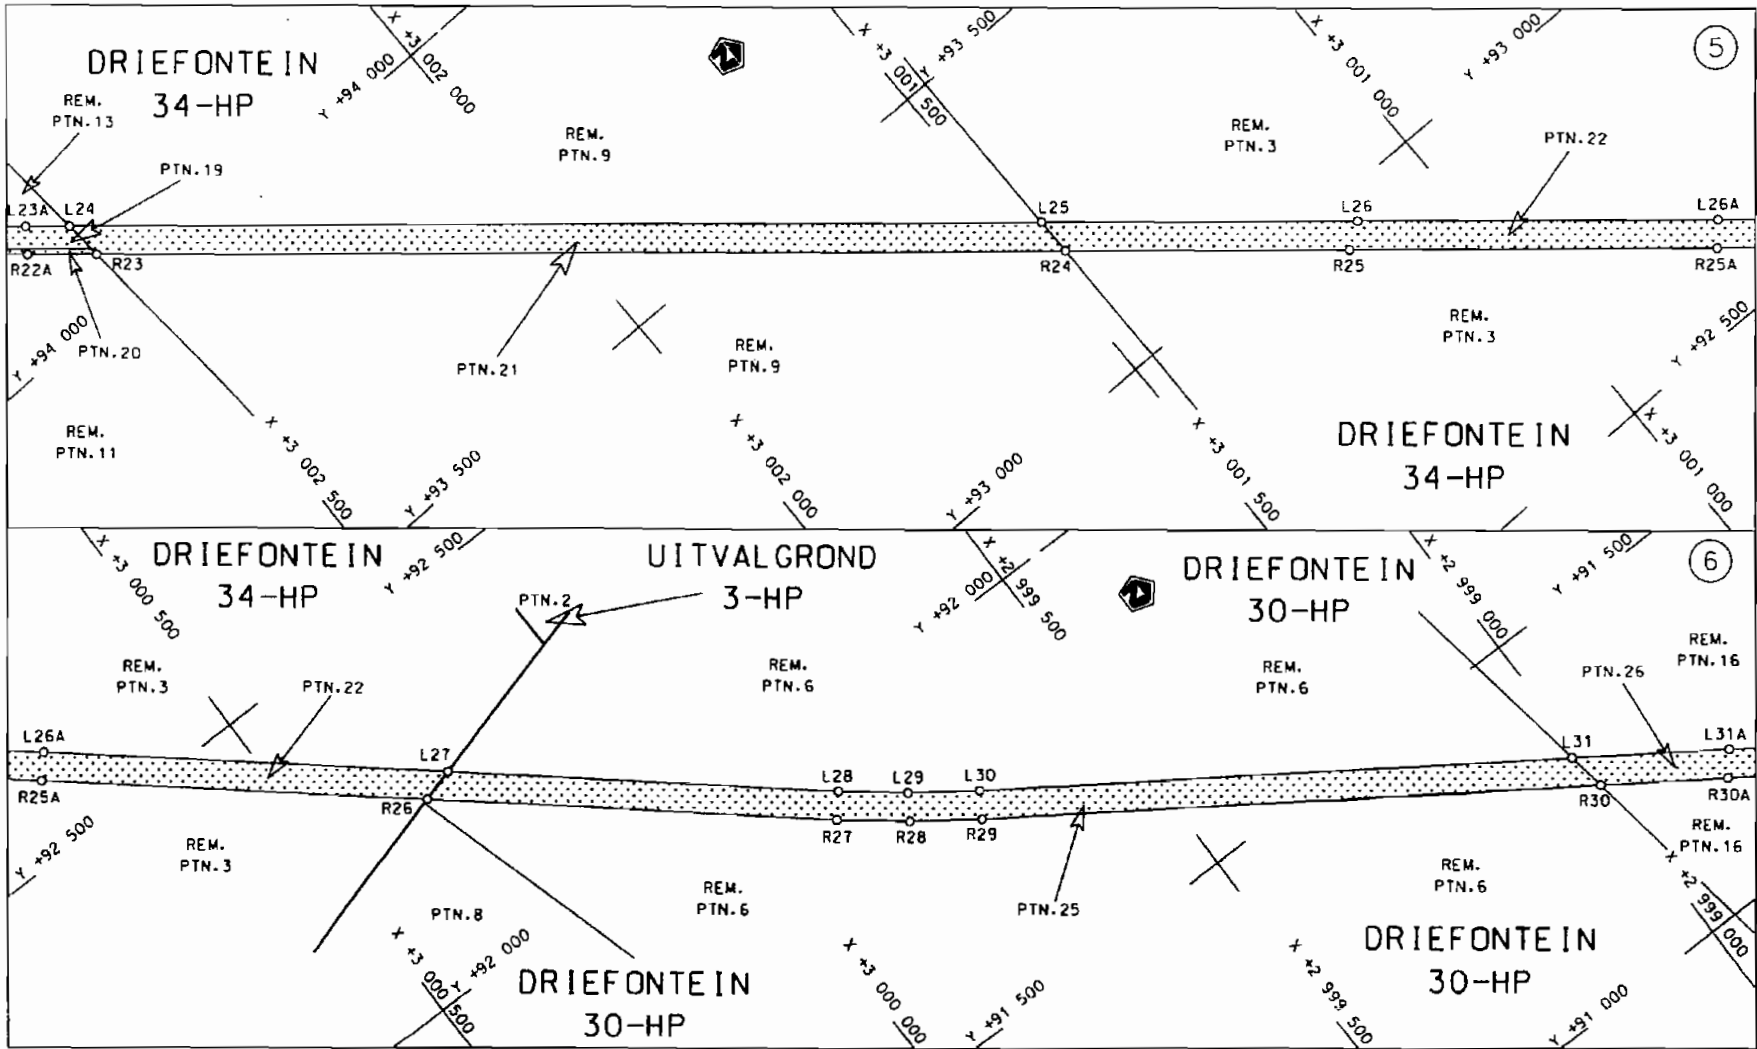 X +3 002 000
Y +94 000
X +3 001 500
Y +93 500
X +3 001 000
Y +93 000
5
DRIEFONTEIN
34-HP
REM.
PTN.13
PTN.19
REM.
PTN.9
REM.
PTN.3
PTN.22
L23A
L24
L25
L26
L26A
R22A
R23
R24
R25
R25A
Y +94 000
PTN.20
PTN.21
REM.
PTN.9
REM.
PTN.3
Y +92 500
REM.
PTN.11
X +3 002 500
Y +93 500
X +3 002 000
Y +93 000
X +3 001 500
DRIEFONTEIN
34-HP
X +3 001 000
X +3 000 500
DRIEFONTEIN
34-HP
Y +92 500
UITVALGROND
3-HP
PTN.2
Y +92 000
X +2 999 500
DRIEFONTEIN
30-HP
X +2 999 000
Y +91 500
6
REM.
PTN.3
PTN.22
REM.
PTN.6
REM.
PTN.6
PTN.26
REM.
PTN.16
L26A
L27
L28
L29
L30
L31
L31A
R25A
R26
R27
R28
R29
R30
R30A
Y +92 500
REM.
PTN.3
PTN.8
REM.
PTN.6
PTN.25
REM.
PTN.6
REM.
PTN.16
X +2 999 000
X +3 000 500
Y +92 000
DRIEFONTEIN
30-HP
X +3 000 000
Y +91 500
X +2 999 500
DRIEFONTEIN
30-HP
Y +91 000